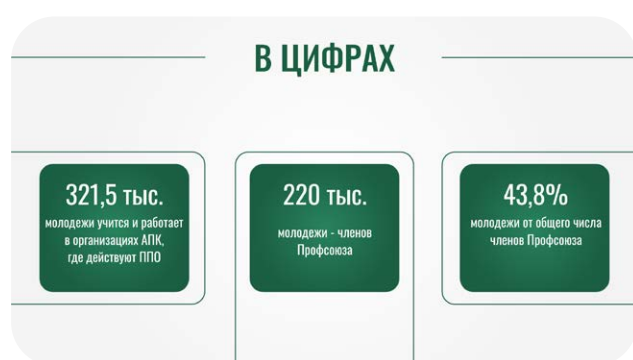 В ЦИФРАХ
321,5 тыс.
молодежи учится и работает
в организациях АПК,
где действуют ППО
220 тыс.
молодежи - членов
Профсоюза
43,8%
молодежи от общего числа
членов Профсоюза